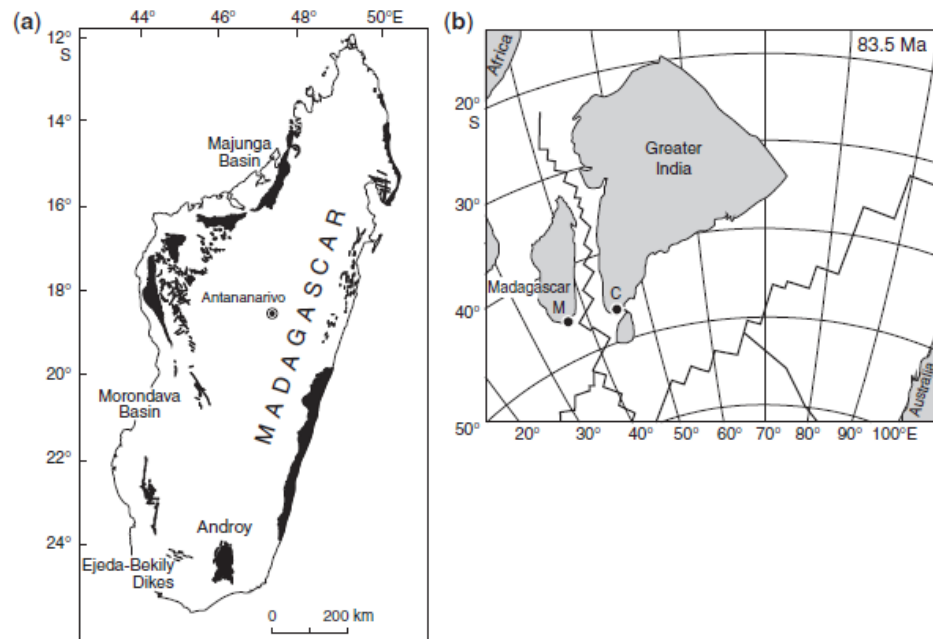 (a)
44° 46° 48° 50°E
12°
S
14°
16°
18°
20°
22°
24°
Majunga
Basin
Antananarivo
MADAGASCAR
Morondava
Basin
Androy
Ejeda-Bekily
Dikes
0 200 km
(b)
83.5 Ma
Africa
20°
S
30°
40°
50°
Greater
India
Madagascar
M
C
Australia
20° 30° 40° 50° 60° 70° 80° 90° 100°E